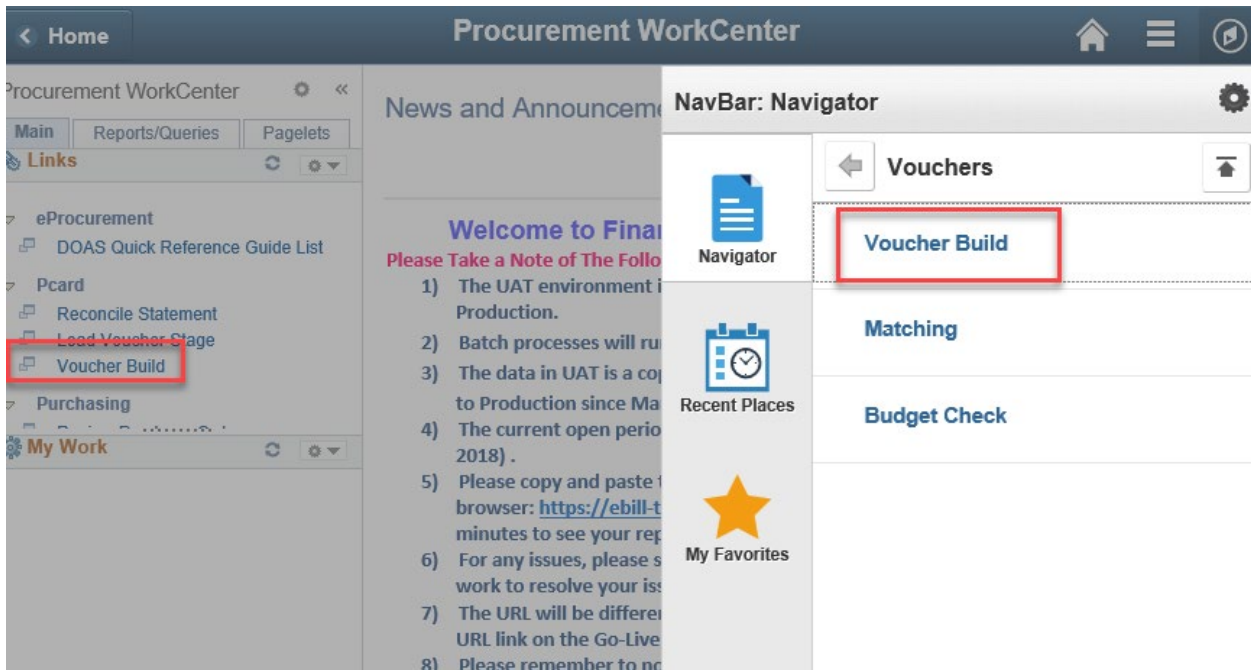 Home
Procurement WorkCenter
Procurement WorkCenter
Main
Reports/Queries
Pagelets
Links
eProcurement
DOAS Quick Reference Guide List
Pcard
Reconcile Statement
Load Voucher Stage
Voucher Build
Purchasing
My Work
News and Announceme
Welcome to Finan
Please Take a Note of The Follo
1) The UAT environment i
Production.
2) Batch processes will ru
3) The data in UAT is a co
to Production since Ma
4) The current open perio
2018) .
5) Please copy and paste t
browser: https://ebill-t
minutes to see your rep
6) For any issues, please s
work to resolve your iss
7) The URL will be differe
URL link on the Go-Live
8) Please remember to no
NavBar: Navigator
Navigator
Recent Places
My Favorites
Vouchers
Voucher Build
Matching
Budget Check